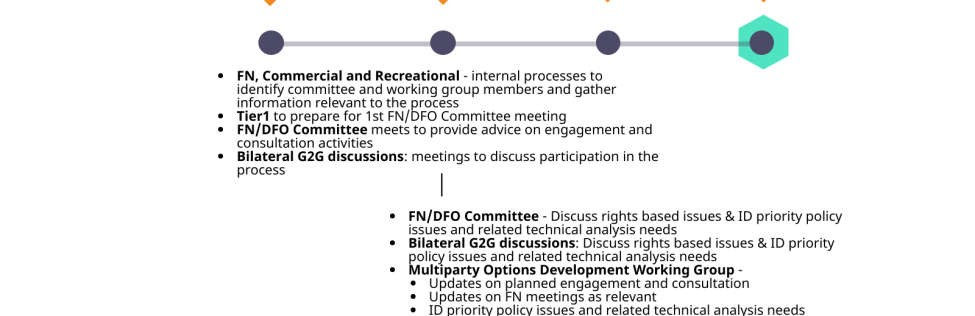 FN, Commercial and Recreational - internal processes to
identify committee and working group members and gather
information relevant to the process
Tier1 to prepare for 1st FN/DFO Committee meeting
FN/DFO Committee meets to provide advice on engagement and
consultation activities
Bilateral G2G discussions: meetings to discuss participation in the
process
FN/DFO Committee - Discuss rights based issues & ID priority policy
issues and related technical analysis needs
Bilateral G2G discussions: Discuss rights based issues & ID priority
policy issues and related technical analysis needs
Multiparty Options Development Working Group -
Updates on planned engagement and consultation
Updates on FN meetings as relevant
ID priority policy issues and related technical analysis needs